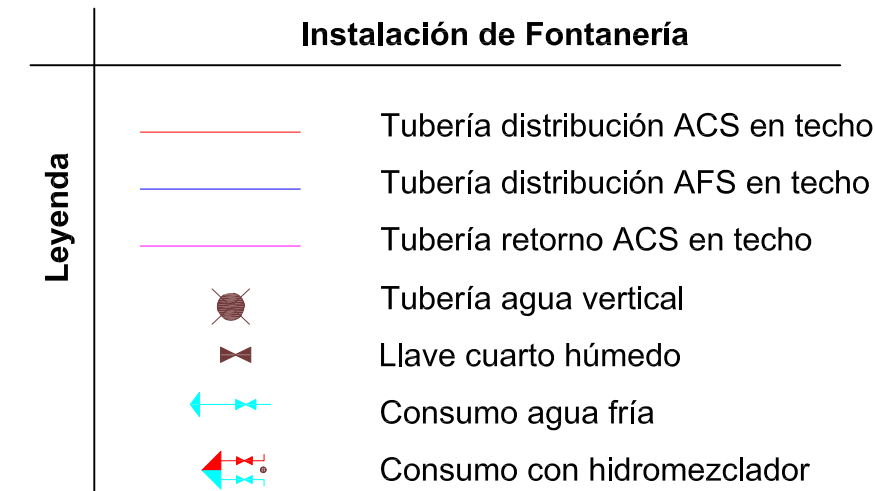 Instalación de Fontanería
Leyenda
Tubería distribución ACS en techo
Tubería distribución AFS en techo
Tubería retorno ACS en techo
Tubería agua vertical
Llave cuarto húmedo
Consumo agua fría
Consumo con hidromezclador